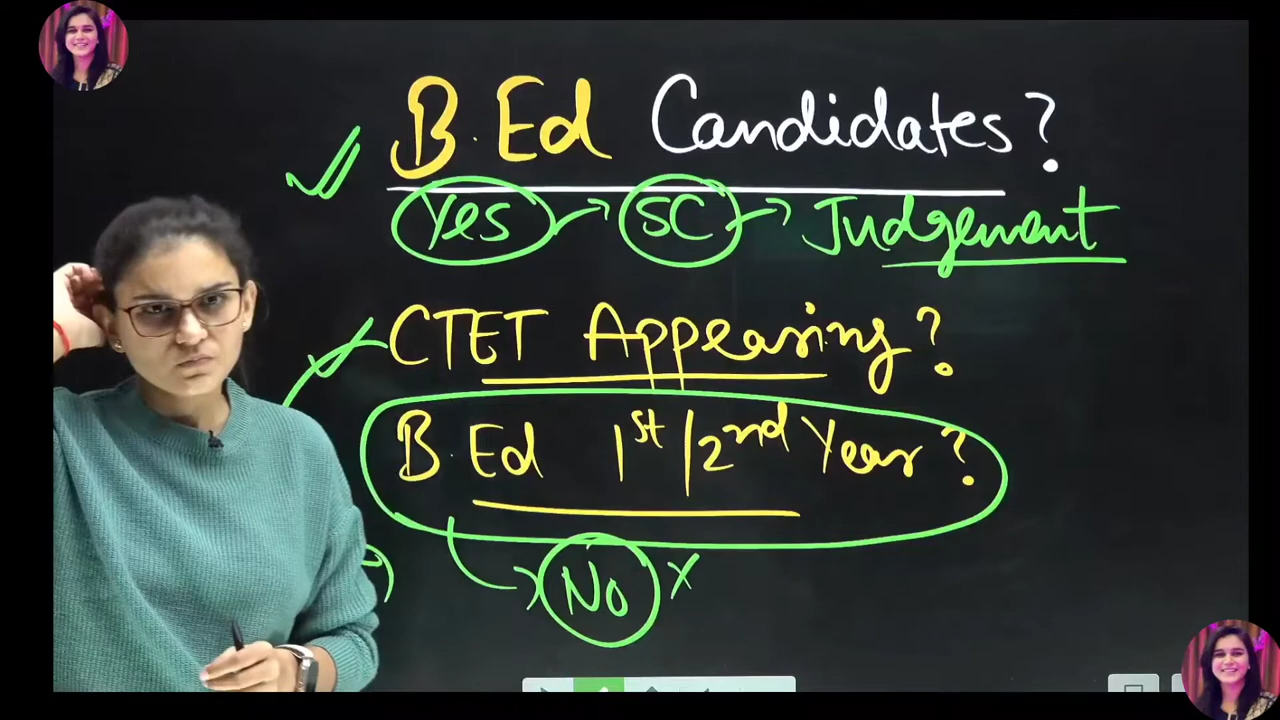 B.Ed Candidates?
Yes → SC → Judgement
CTET Appearing?
B.Ed 1st/2nd Year?
No x